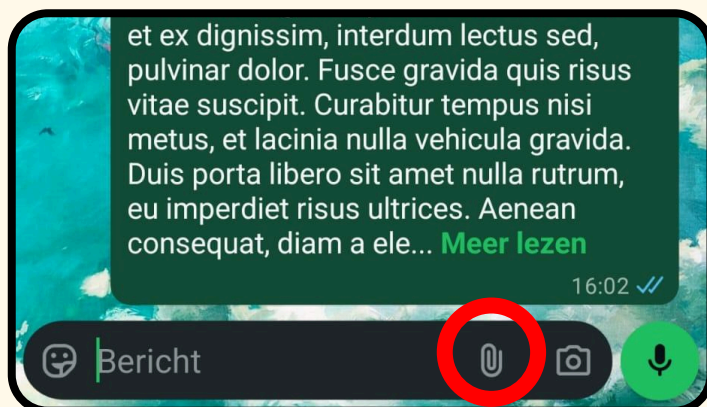 et ex dignissim, interdum lectus sed,
pulvinar dolor. Fusce gravida quis risus
vitae suscipit. Curabitur tempus nisi
metus, et lacinia nulla vehicula gravida.
Duis porta libero sit amet nulla rutrum,
eu imperdiet risus ultrices. Aenean
consequat, diam a ele... Meer lezen
16:02
Bericht